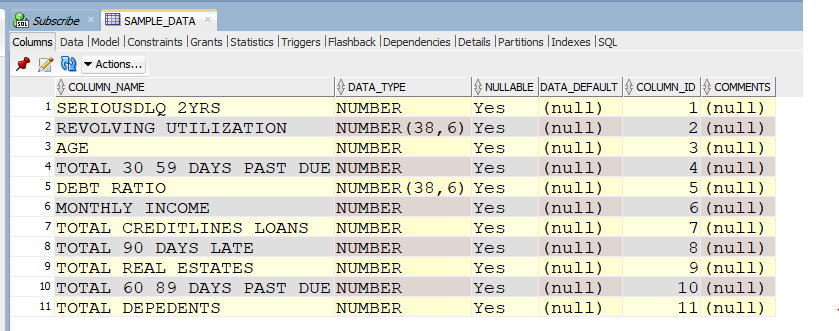 Subscribe × SAMPLE_DATA ×
Columns Data Model Constraints Grants Statistics Triggers Flashback Dependencies Details Partitions Indexes SQL
Actions...
COLUMN_NAME DATA_TYPE NULLABLE DATA_DEFAULT COLUMN_ID COMMENTS
1 SERIOUSDLQ 2YRS NUMBER Yes (null) 1 (null)
2 REVOLVING UTILIZATION NUMBER(38,6) Yes (null) 2 (null)
3 AGE NUMBER Yes (null) 3 (null)
4 TOTAL 30 59 DAYS PAST DUE NUMBER Yes (null) 4 (null)
5 DEBT RATIO NUMBER(38,6) Yes (null) 5 (null)
6 MONTHLY INCOME NUMBER Yes (null) 6 (null)
7 TOTAL CREDITLINES LOANS NUMBER Yes (null) 7 (null)
8 TOTAL 90 DAYS LATE NUMBER Yes (null) 8 (null)
9 TOTAL REAL ESTATES NUMBER Yes (null) 9 (null)
10 TOTAL 60 89 DAYS PAST DUE NUMBER Yes (null) 10 (null)
11 TOTAL DEPEDENTS NUMBER Yes (null) 11 (null)